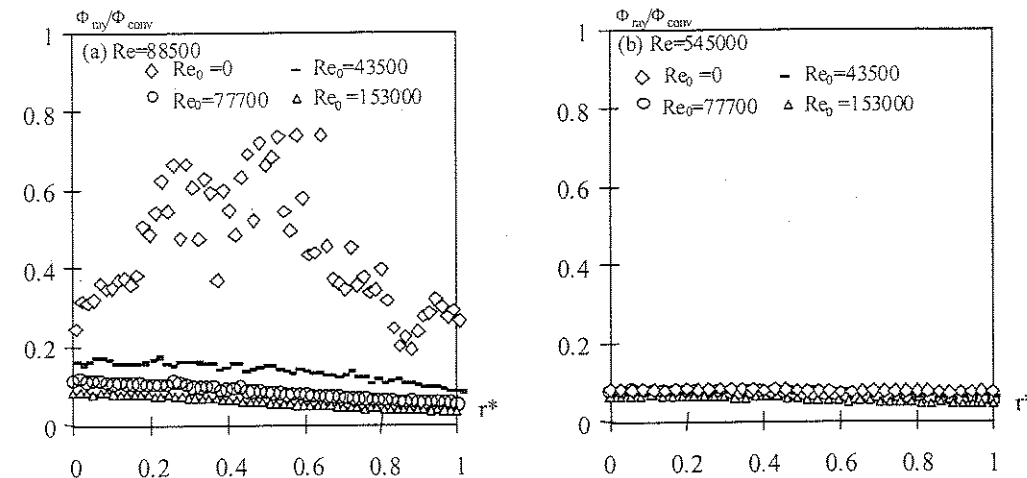 Φray/Φconv
(a) Re=88500
◇ Re₀ =0 – Re₀=43500
○ Re₀=77700 △ Re₀ =153000
1
0.8
0.6
0.4
0.2
0
r*
0 0.2 0.4 0.6 0.8 1
Φray/Φconv
(b) Re=545000
◇ Re₀ =0 – Re₀=43500
○ Re₀=77700 △ Re₀ =153000
1
0.8
0.6
0.4
0.2
0
r*
0 0.2 0.4 0.6 0.8 1